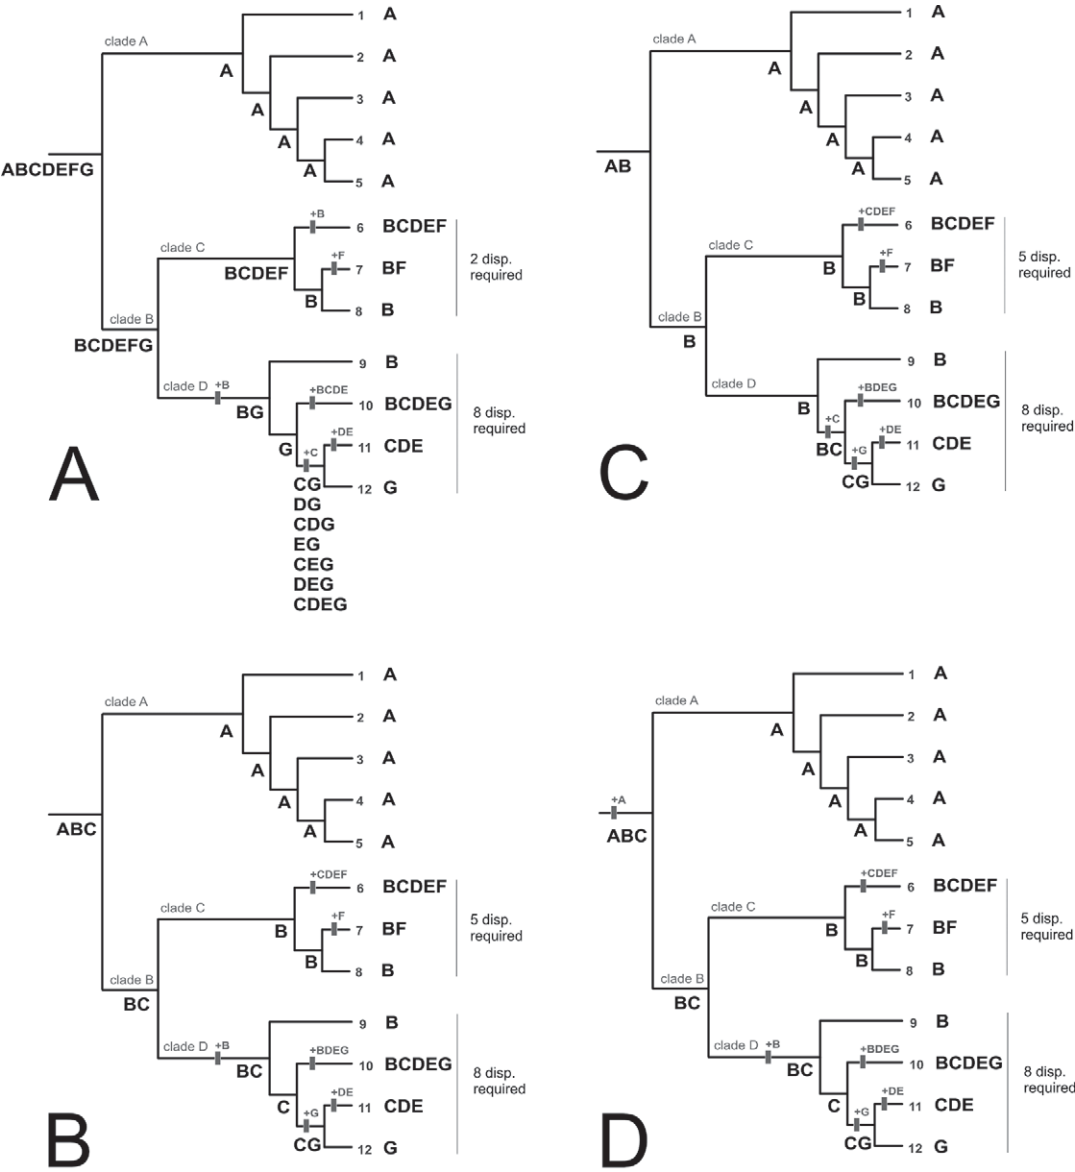 clade A
1 A
A
2 A
A
3 A
A
4 A
A
5 A
ABCDEFG
+B
6 BCDEF
clade C
BCDEF
+F
7 BF
B
8 B
2 disp.
required
clade B
BCDEFG
9 B
clade D +B
BG
+BCDE
10 BCDEG
8 disp.
required
G
+DE
11 CDE
+C
CG
12 G
DG
CDG
EG
CEG
DEG
CDEG
A
clade A
1 A
A
2 A
A
3 A
A
4 A
A
5 A
AB
+CDEF
6 BCDEF
clade C
B
+F
7 BF
B
8 B
5 disp.
required
clade B
B
9 B
clade D
B
+BDEG
10 BCDEG
8 disp.
required
+C
BC
+DE
11 CDE
+G
CG
12 G
C
clade A
1 A
A
2 A
A
3 A
A
4 A
A
5 A
ABC
+CDEF
6 BCDEF
clade C
B
+F
7 BF
B
8 B
5 disp.
required
clade B
BC
9 B
clade D +B
BC
+BDEG
10 BCDEG
8 disp.
required
C
+DE
11 CDE
+G
CG
12 G
B
clade A
1 A
A
2 A
A
3 A
A
4 A
A
5 A
+A
ABC
+CDEF
6 BCDEF
clade C
B
+F
7 BF
B
8 B
5 disp.
required
clade B
BC
9 B
clade D +B
BC
+BDEG
10 BCDEG
8 disp.
required
C
+DE
11 CDE
+G
CG
12 G
D